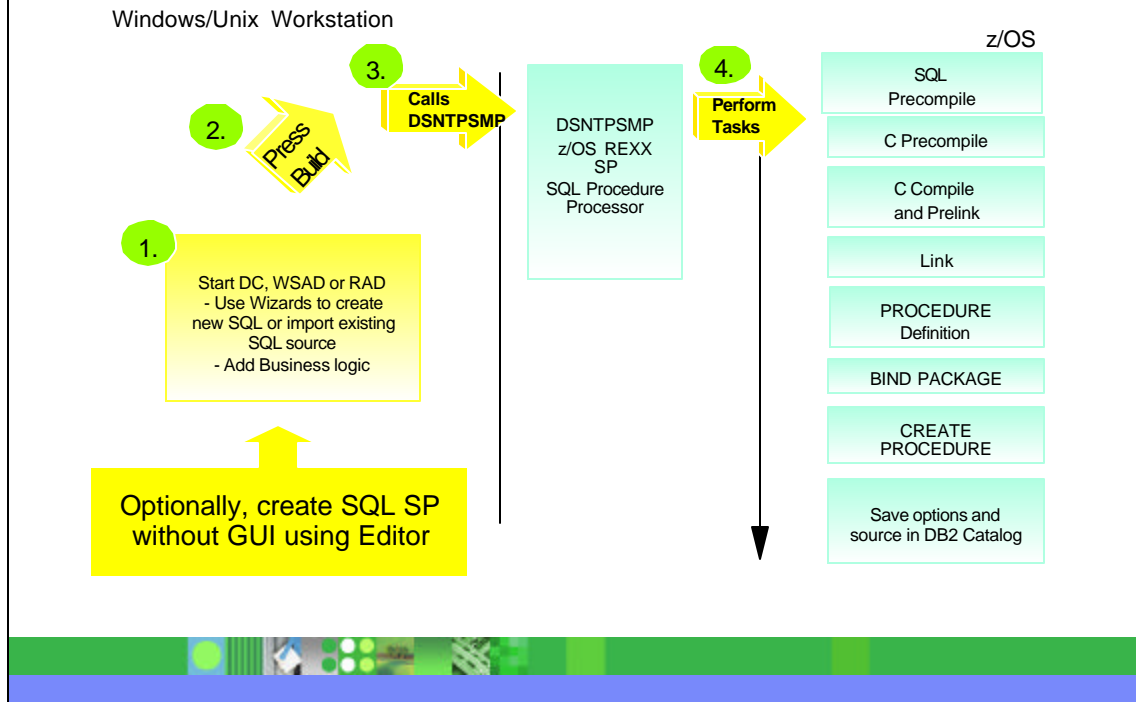 Windows/Unix Workstation
z/OS
3.
Calls
DSNTPSMP
4.
Perform
Tasks
2.
Press
Build
1.
Start DC, WSAD or RAD
- Use Wizards to create
new SQL or import existing
SQL source
- Add Business logic
Optionally, create SQL SP
without GUI using Editor
DSNTPSMP
z/OS REXX
SP
SQL Procedure
Processor
SQL
Precompile
C Precompile
C Compile
and Prelink
Link
PROCEDURE
Definition
BIND PACKAGE
CREATE
PROCEDURE
Save options and
source in DB2 Catalog